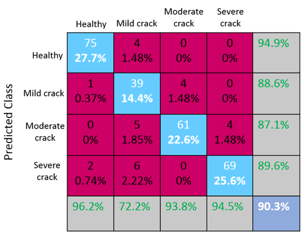 Healthy Mild crack Moderate crack Severe crack
Predicted Class
Healthy 75 27.7% 4 1.48% 0 0% 0 0% 94.9%
Mild crack 1 0.37% 39 14.4% 4 1.48% 0 0% 88.6%
Moderate crack 0 0% 5 1.85% 61 22.6% 4 1.48% 87.1%
Severe crack 2 0.74% 6 2.22% 0 0% 69 25.6% 89.6%
96.2% 72.2% 93.8% 94.5% 90.3%